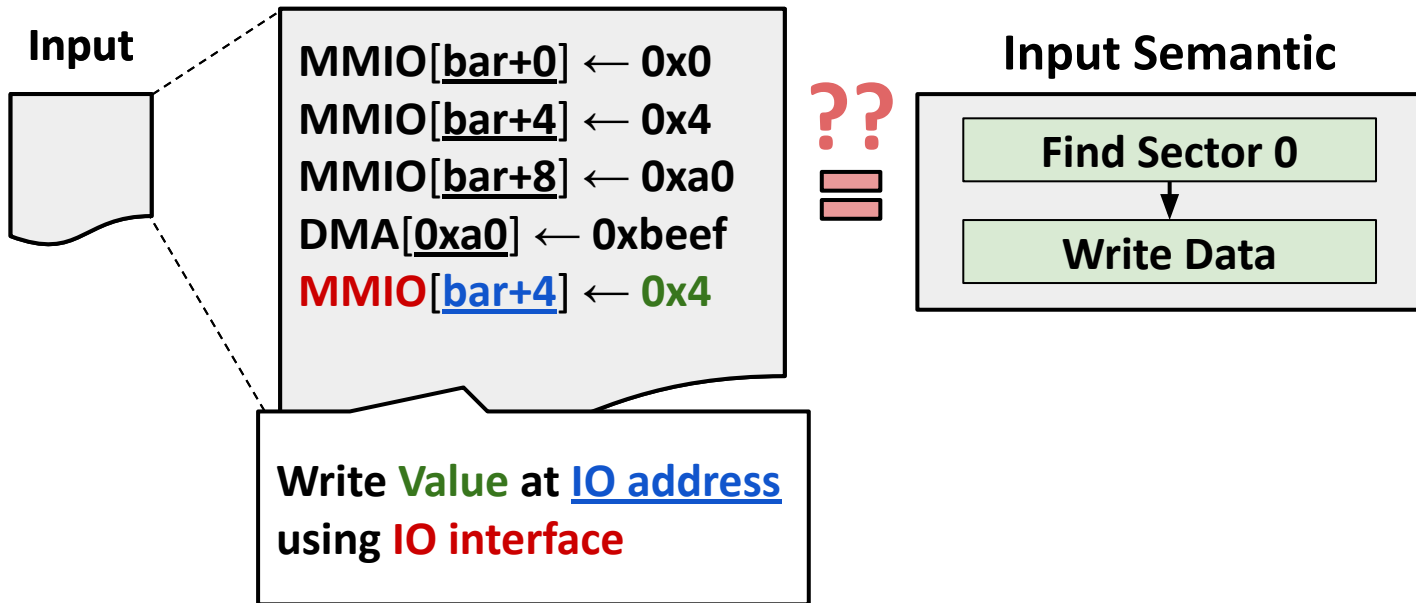 Input
MMIO[bar+0] ← 0x0
MMIO[bar+4] ← 0x4
MMIO[bar+8] ← 0xa0
DMA[0xa0] ← 0xbeef
MMIO[bar+4] ← 0x4
Write Value at IO address
using IO interface
??
=
Input Semantic
Find Sector 0
Write Data